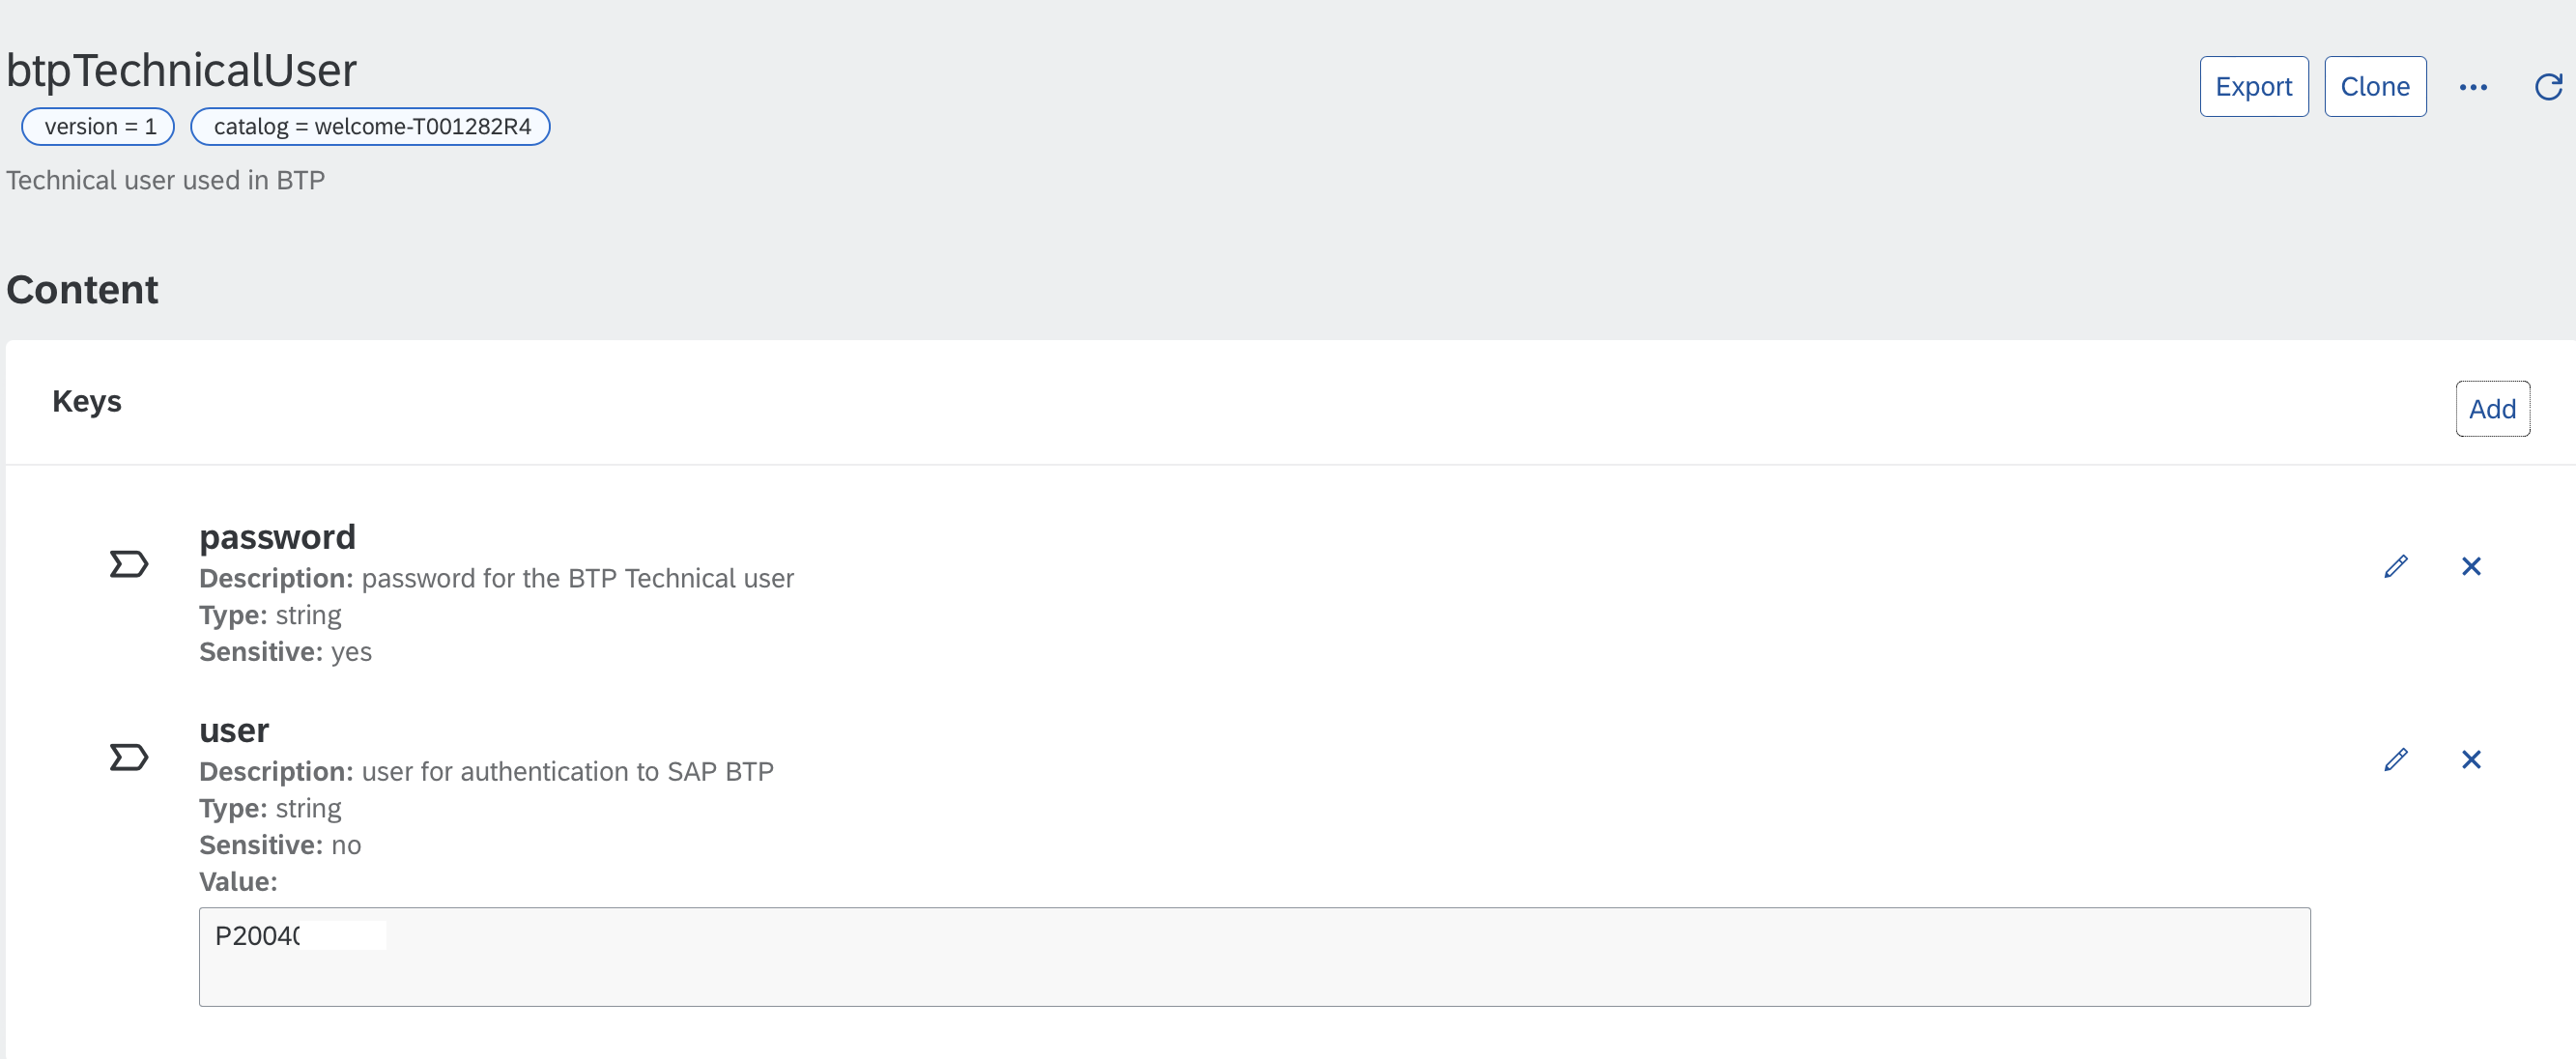 btpTechnicalUser
Export
Clone
version = 1
catalog = welcome-T001282R4
Technical user used in BTP
Content
Keys
Add
password
Description: password for the BTP Technical user
Type: string
Sensitive: yes
user
Description: user for authentication to SAP BTP
Type: string
Sensitive: no
Value: